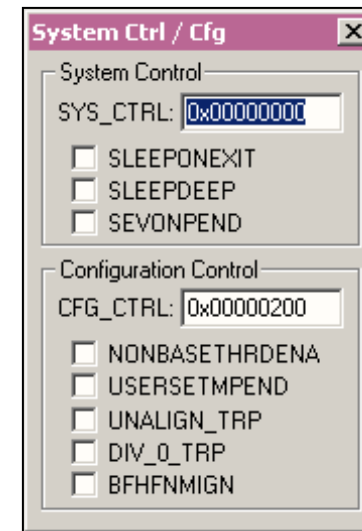 System Ctrl / Cfg
System Control
SYS_CTRL: 0x00000000
SLEEPONEXIT
SLEEPDEEP
SEVONPEND
Configuration Control
CFG_CTRL: 0x00000200
NONBASETHRDENA
USERSETMPEND
UNALIGN_TRP
DIV_0_TRP
BFHFNMIGN